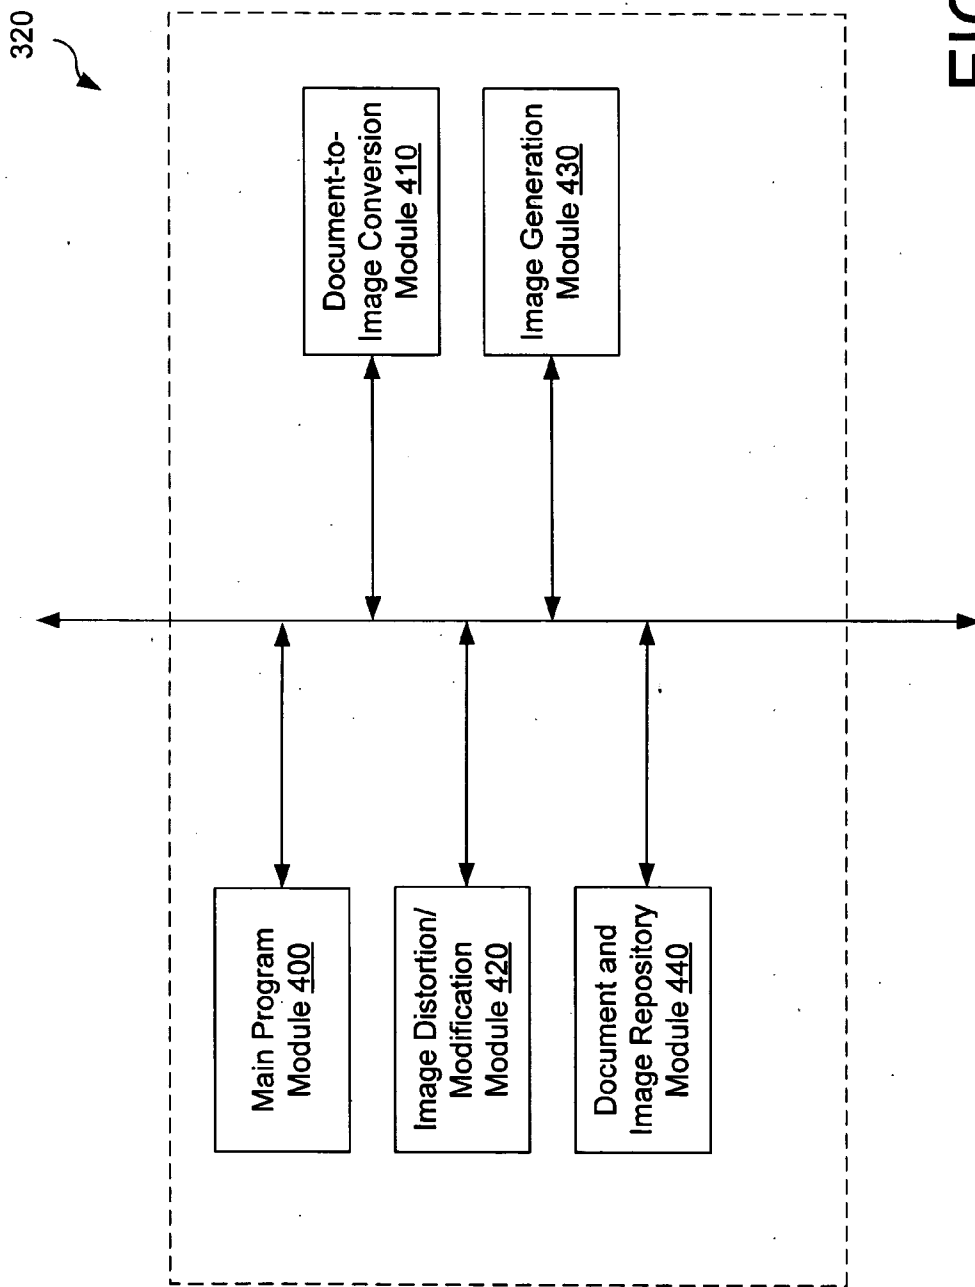 320
Main Program
Module 400
Document-to-
Image Conversion
Module 410
Image Distortion/
Modification
Module 420
Image Generation
Module 430
Document and
Image Repository
Module 440